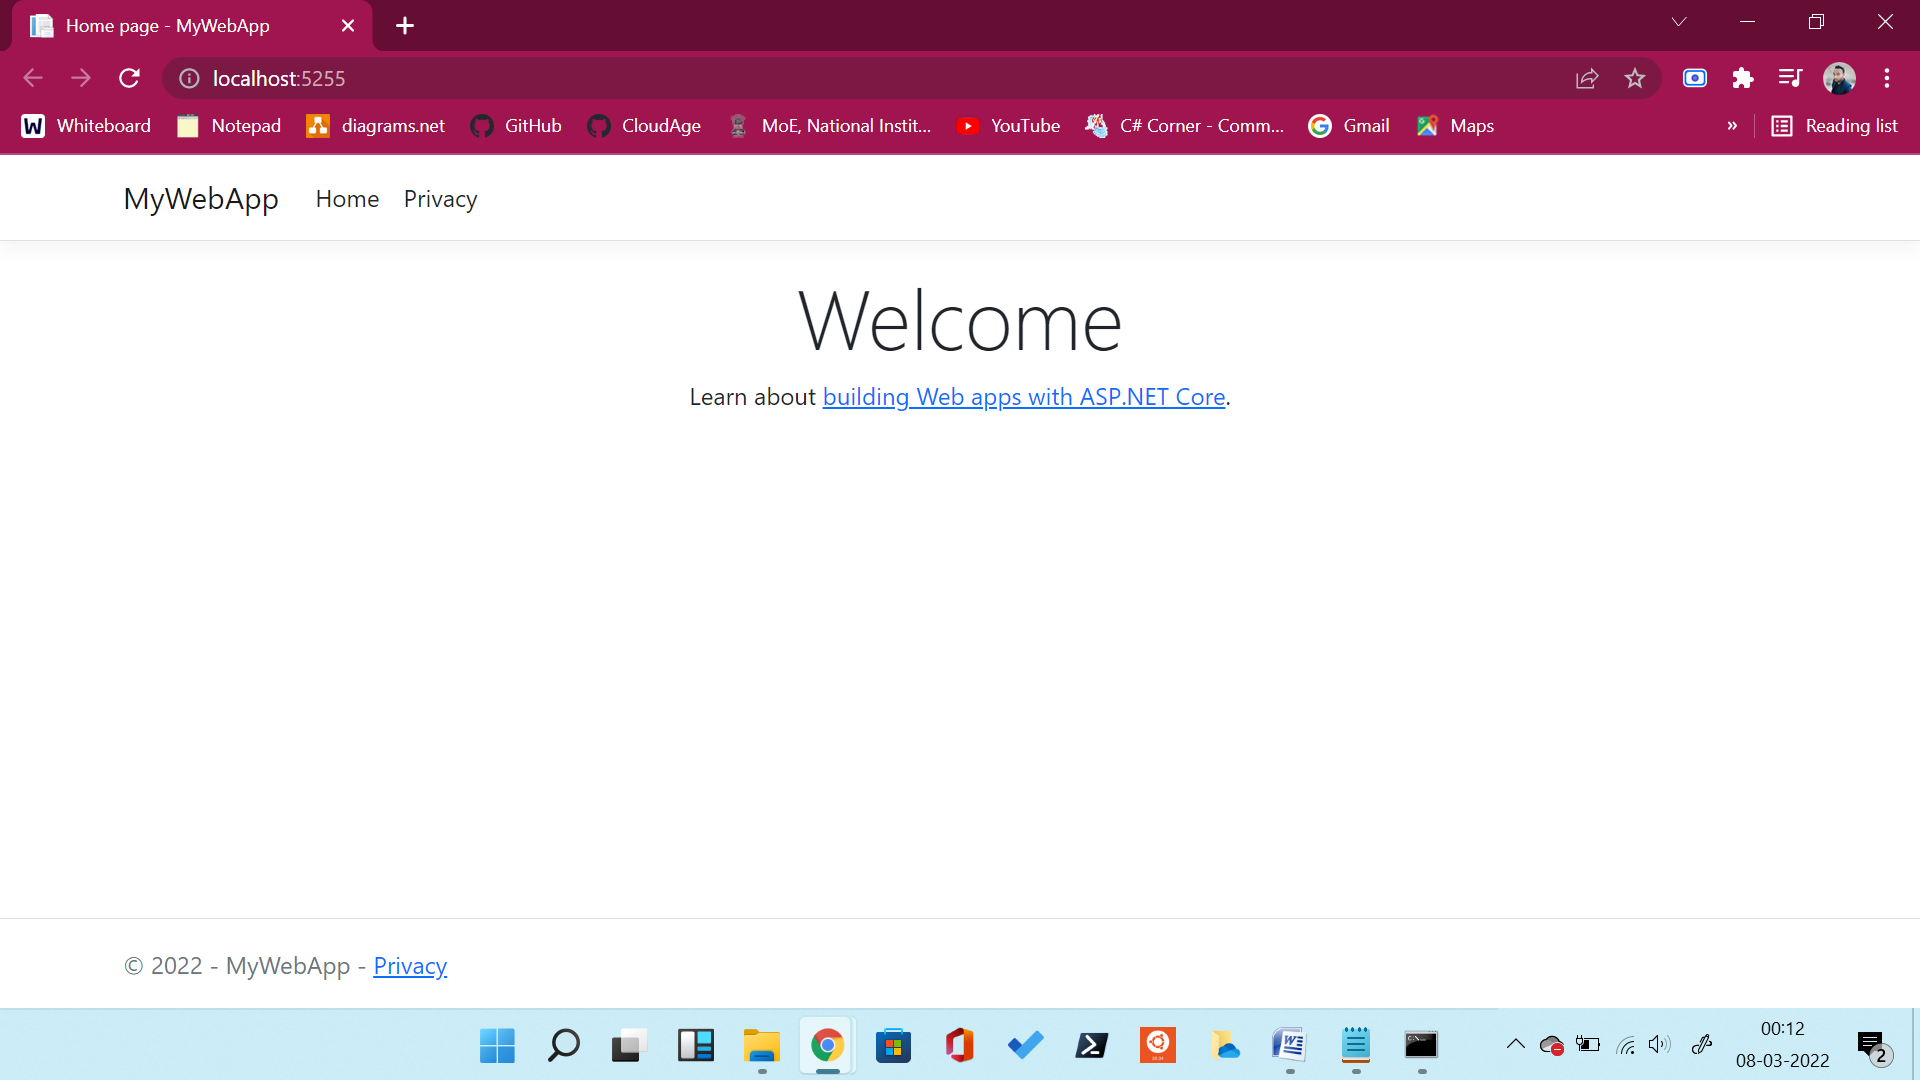 Home page - MyWebApp
localhost:5255
Whiteboard Notepad diagrams.net GitHub CloudAge MoE, National Instit... YouTube C# Corner - Comm... Gmail Maps » Reading list
MyWebApp Home Privacy
Welcome
Learn about building Web apps with ASP.NET Core.
© 2022 - MyWebApp - Privacy
00:12
08-03-2022
2